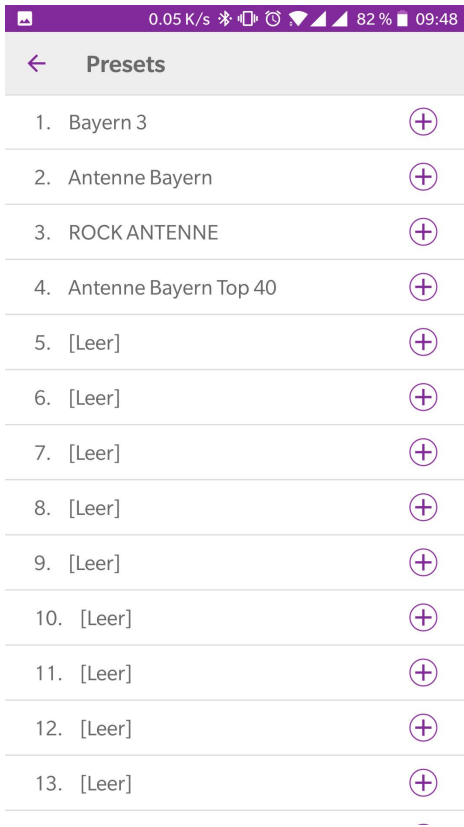 0.05 K/s 82 % 09:48
Presets
1. Bayern 3
2. Antenne Bayern
3. ROCK ANTENNE
4. Antenne Bayern Top 40
5. [Leer]
6. [Leer]
7. [Leer]
8. [Leer]
9. [Leer]
10. [Leer]
11. [Leer]
12. [Leer]
13. [Leer]